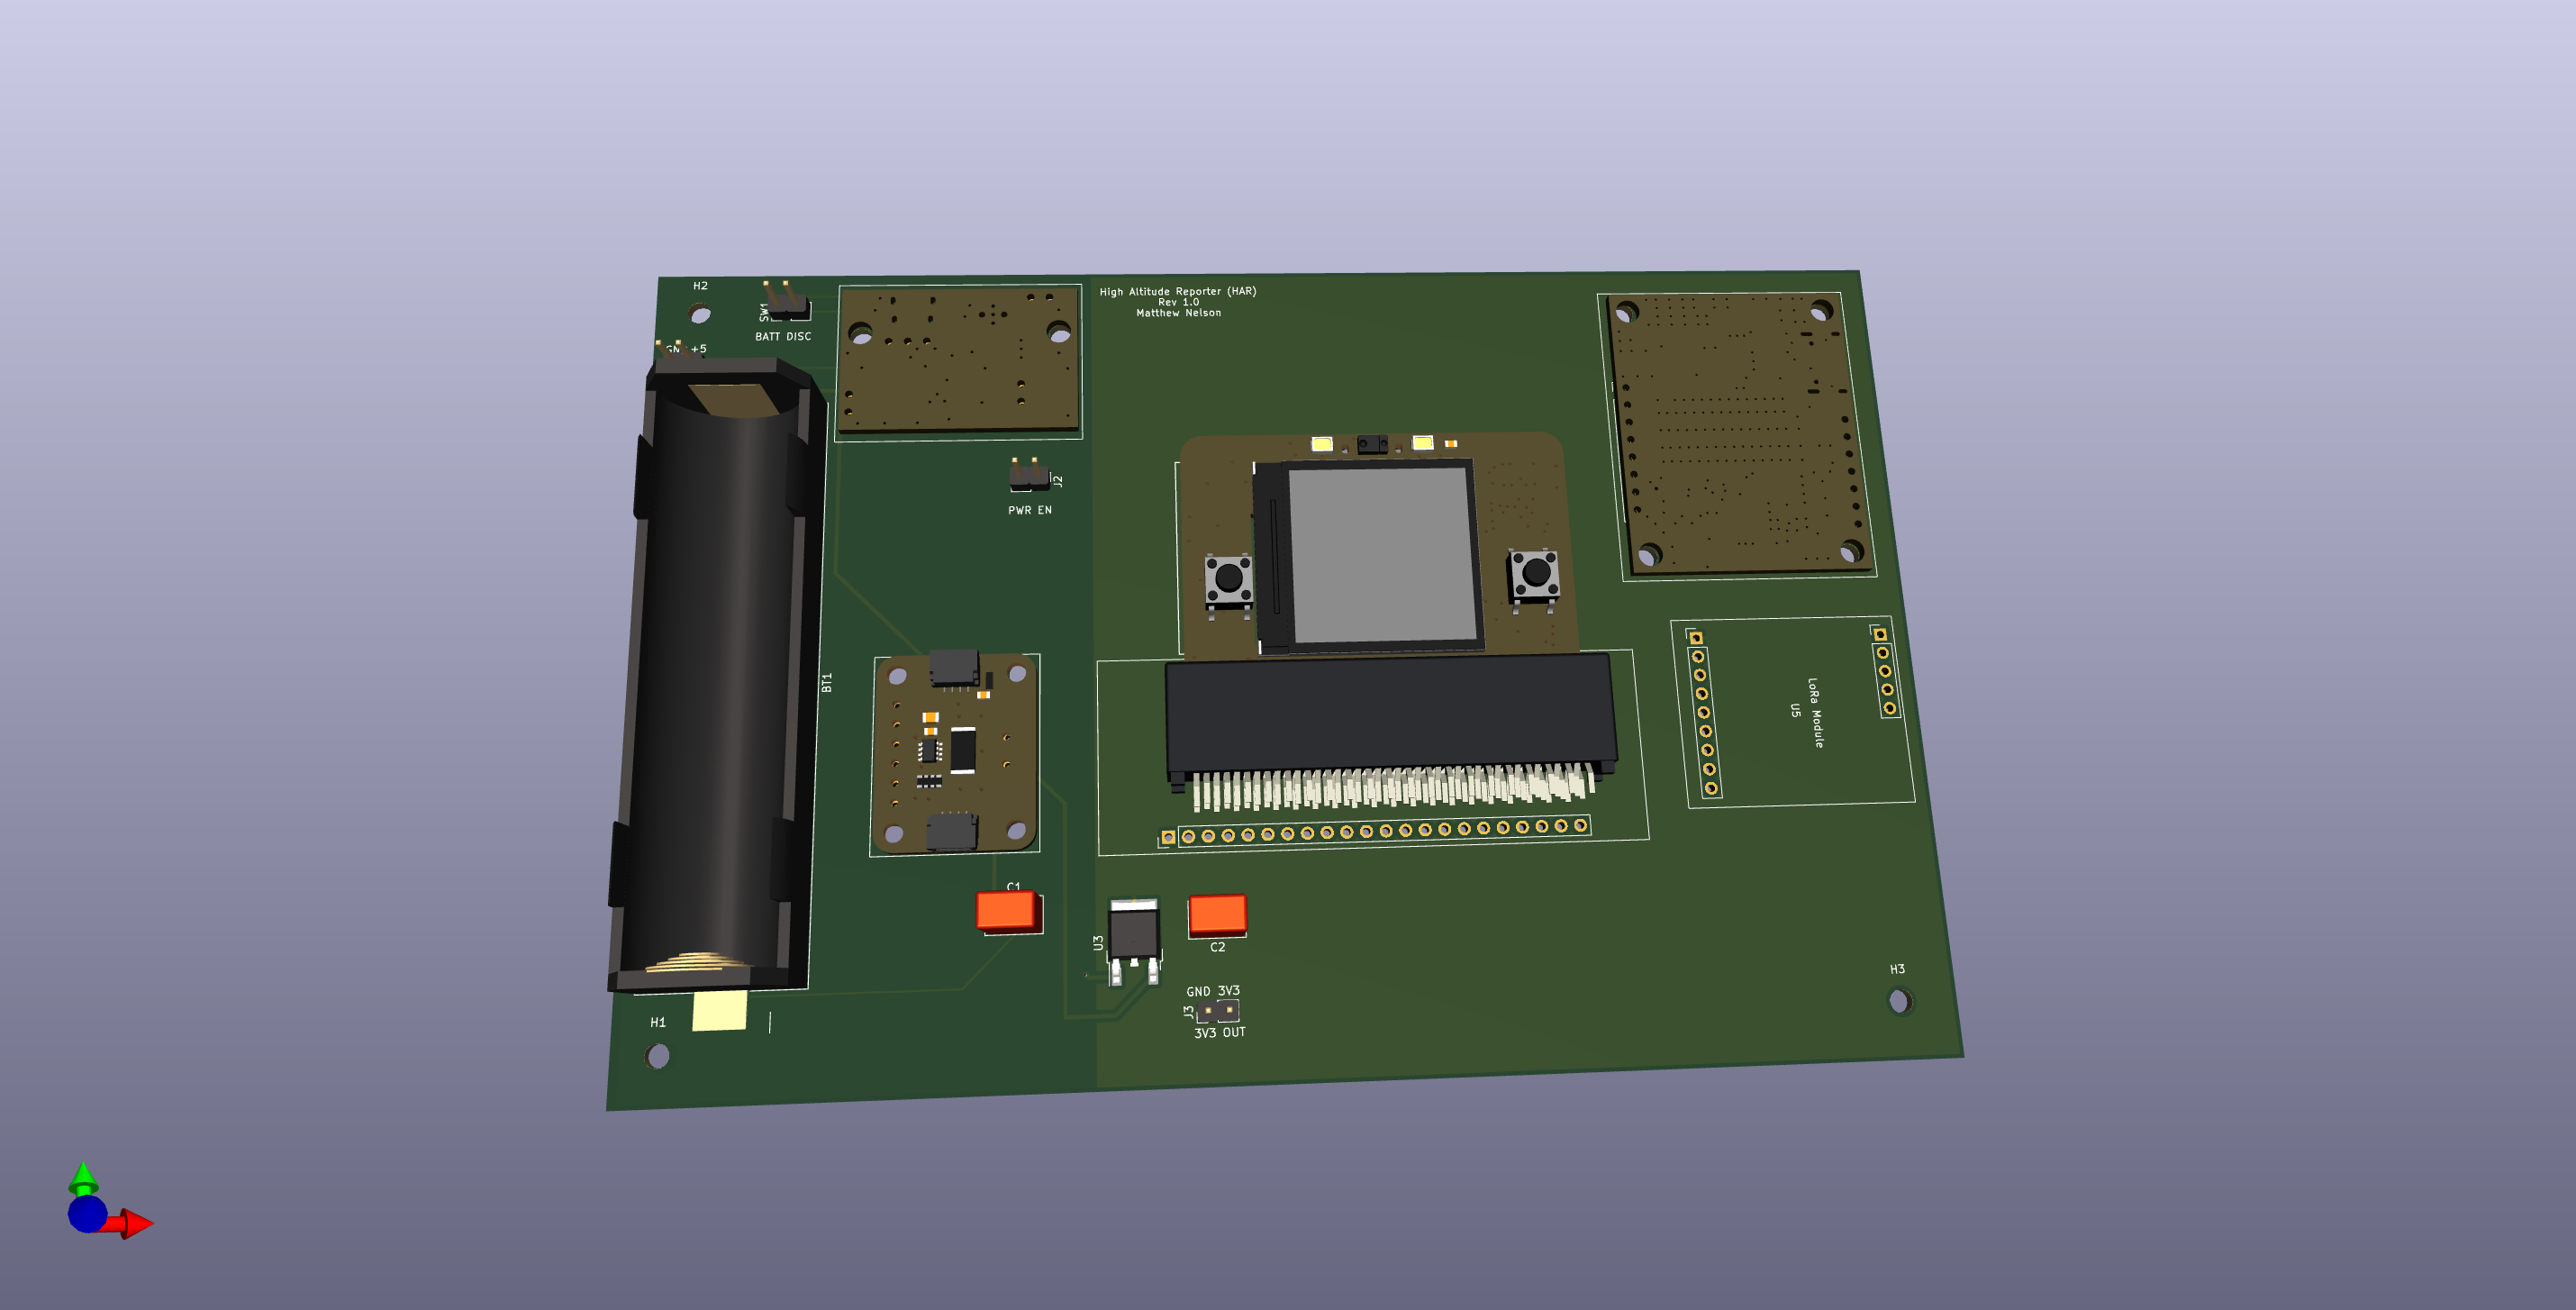 H2
SW1
BATT DISC
+5
High Altitude Reporter (HAR)
Rev 1.0
Matthew Nelson
J2
PWR EN
BT1
LoRa Module
U5
C1
U3
C2
GND 3V3
J3
3V3 OUT
H1
H3